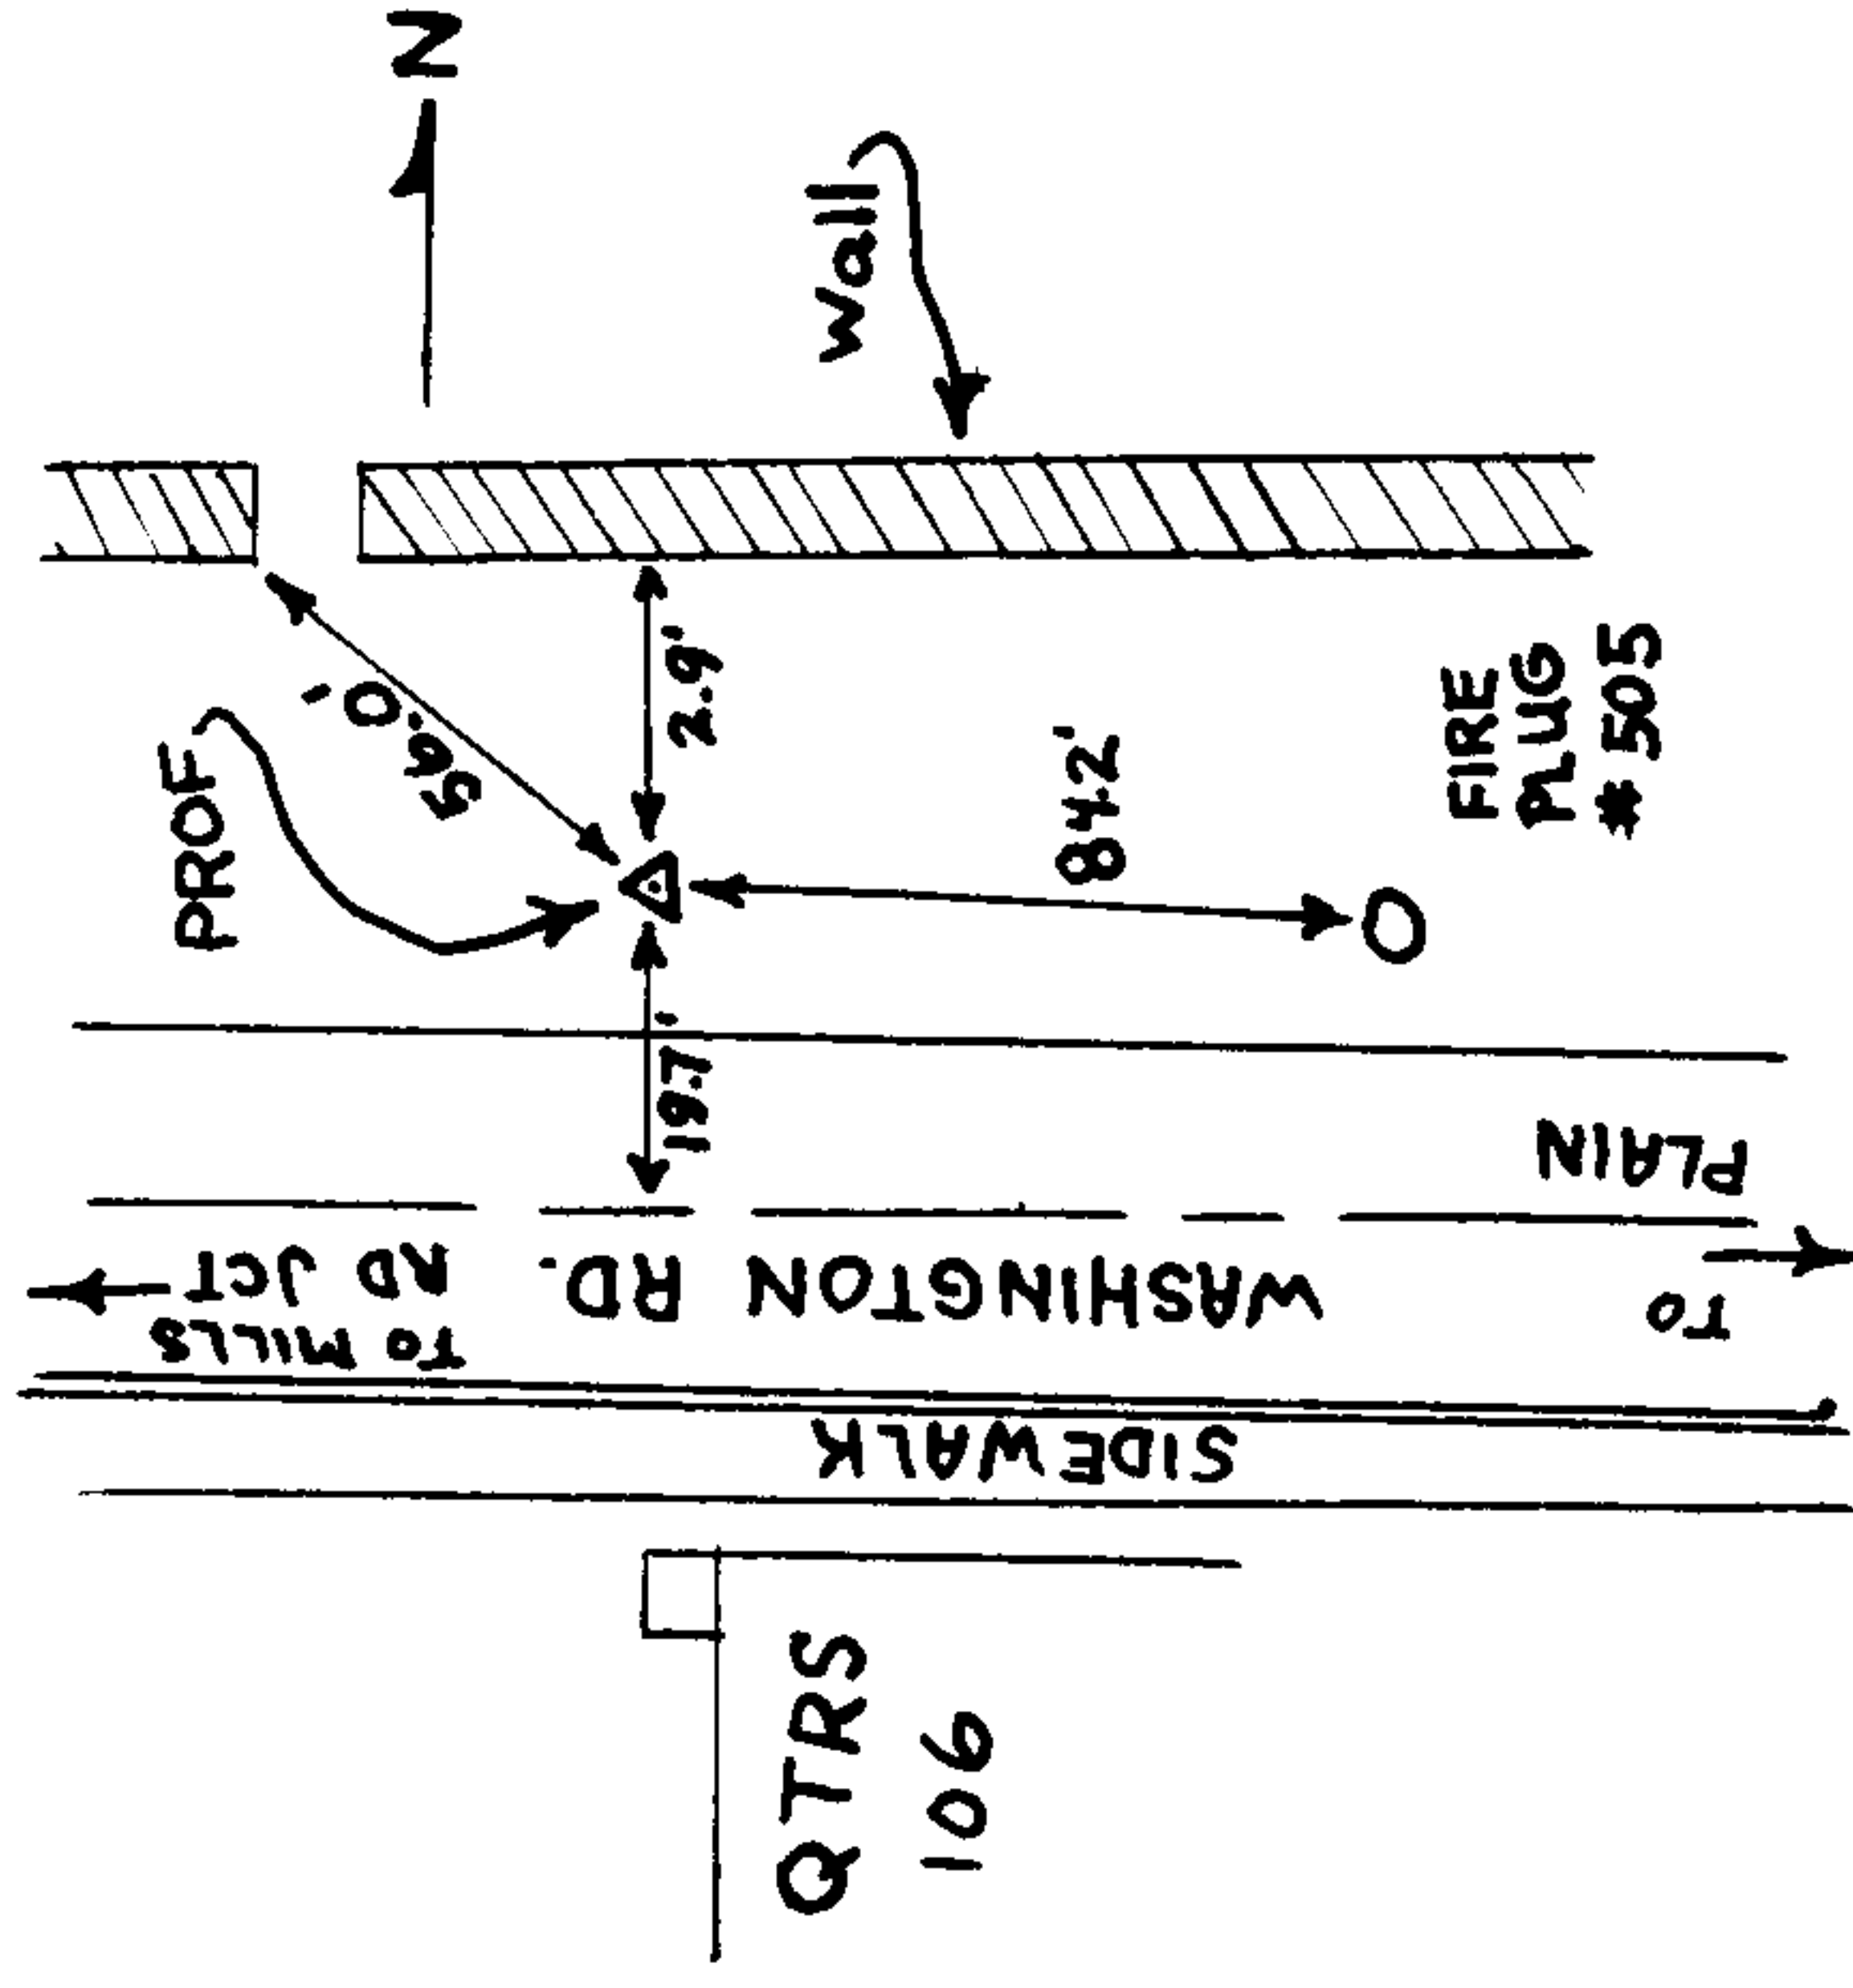 N
Wall
PROF
59.0'
2.9'
84.2'
FIRE
PLUG
# 505
19.7'
TO MILLS
RD JCT
WASHINGTON RD.
TO
PLAIN
SIDEWALK
QTRS
106